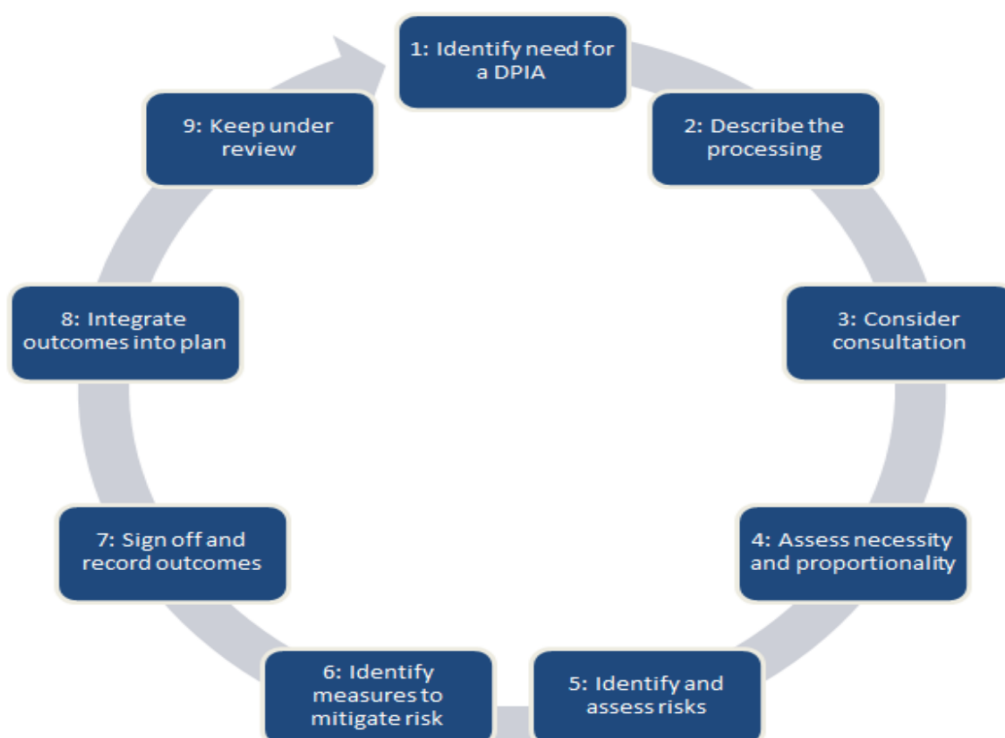 1: Identify need for
a DPIA
2: Describe the
processing
3: Consider
consultation
4: Assess necessity
and proportionality
5: Identify and
assess risks
6: Identify
measures to
mitigate risk
7: Sign off and
record outcomes
8: Integrate
outcomes into plan
9: Keep under
review